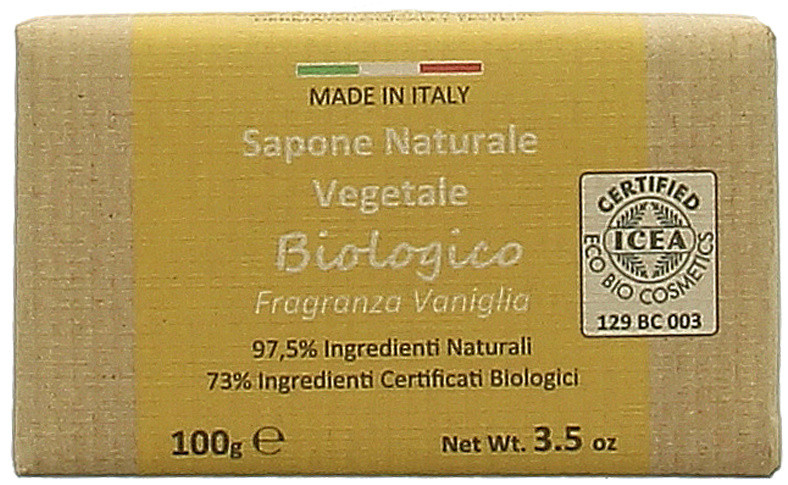 MADE IN ITALY
Sapone Naturale
Vegetale
Biologico
Fragranza Vaniglia
97,5% Ingredienti Naturali
73% Ingredienti Certificati Biologici
100g ℮
Net Wt. 3.5 oz
CERTIFIED
ICEA
ECO BIO COSMETICS
129 BC 003